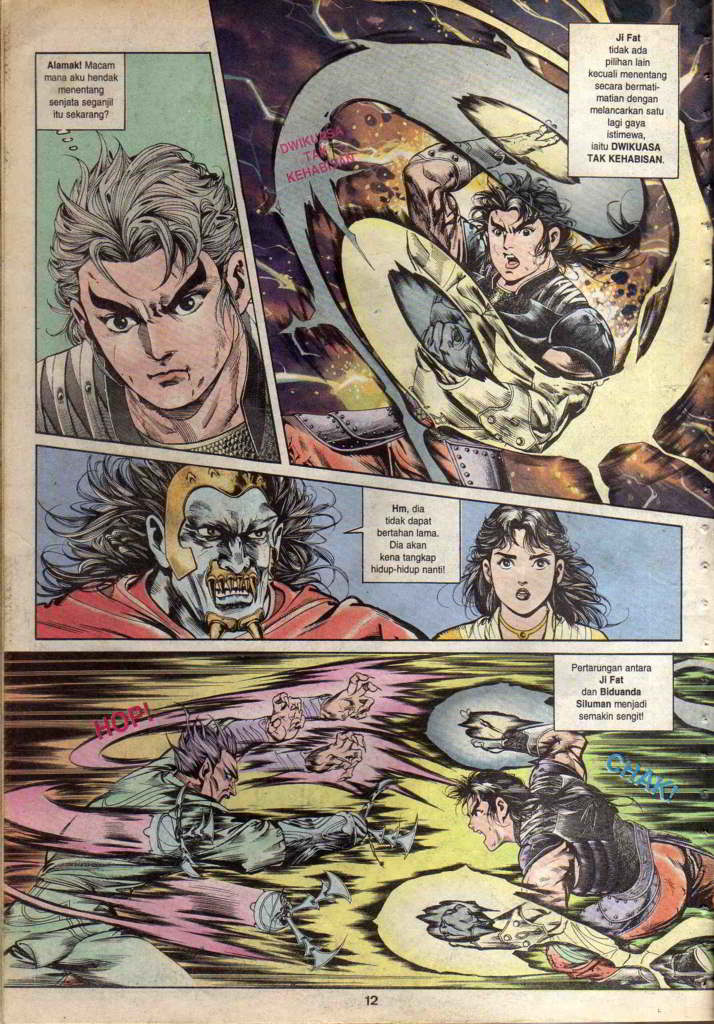 Alamak! Macam
mana aku hendak
menentang
senjata seganjil
itu sekarang?
Ji Fat
tidak ada
pilihan lain
kecuali menentang
secara bermati-
matian dengan
melancarkan satu
lagi gaya
istimewa,
iaitu DWIKUASA
TAK KEHABISAN.
DWIKUASA
TAK
KEHABISAN
Hm, dia
tidak dapat
bertahan lama.
Dia akan
kena tangkap
hidup-hidup nanti!
Pertarungan antara
Ji Fat
dan Biduanda
Siluman menjadi
semakin sengit!
HOP!
CHAK!
12